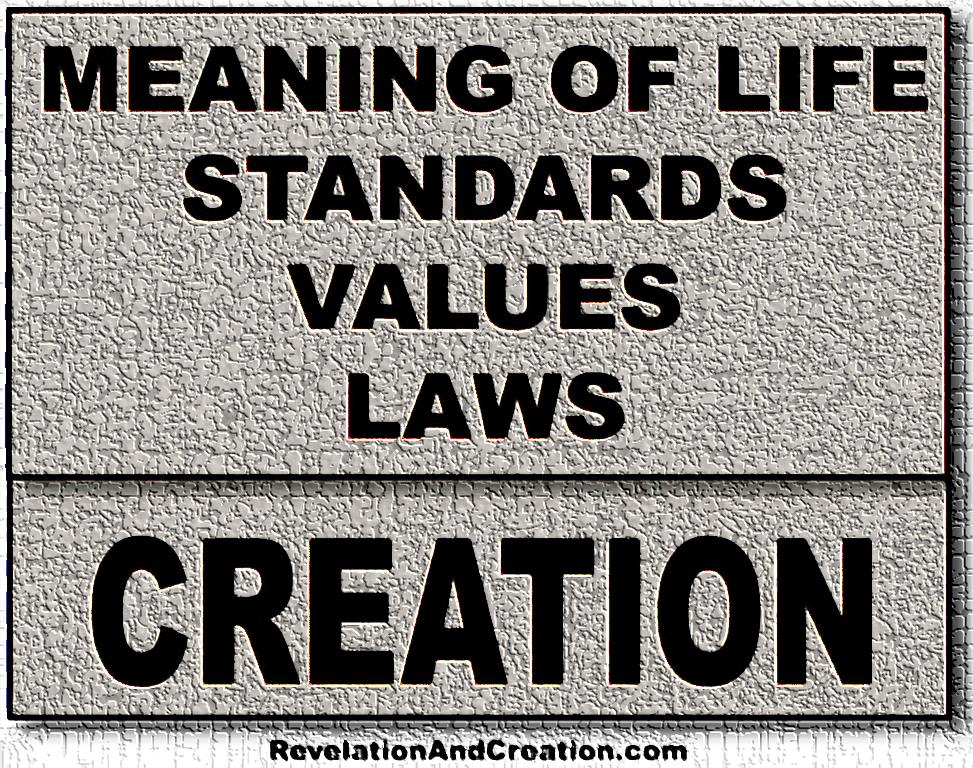 MEANING OF LIFE
STANDARDS
VALUES
LAWS
CREATION
RevelationAndCreation.com